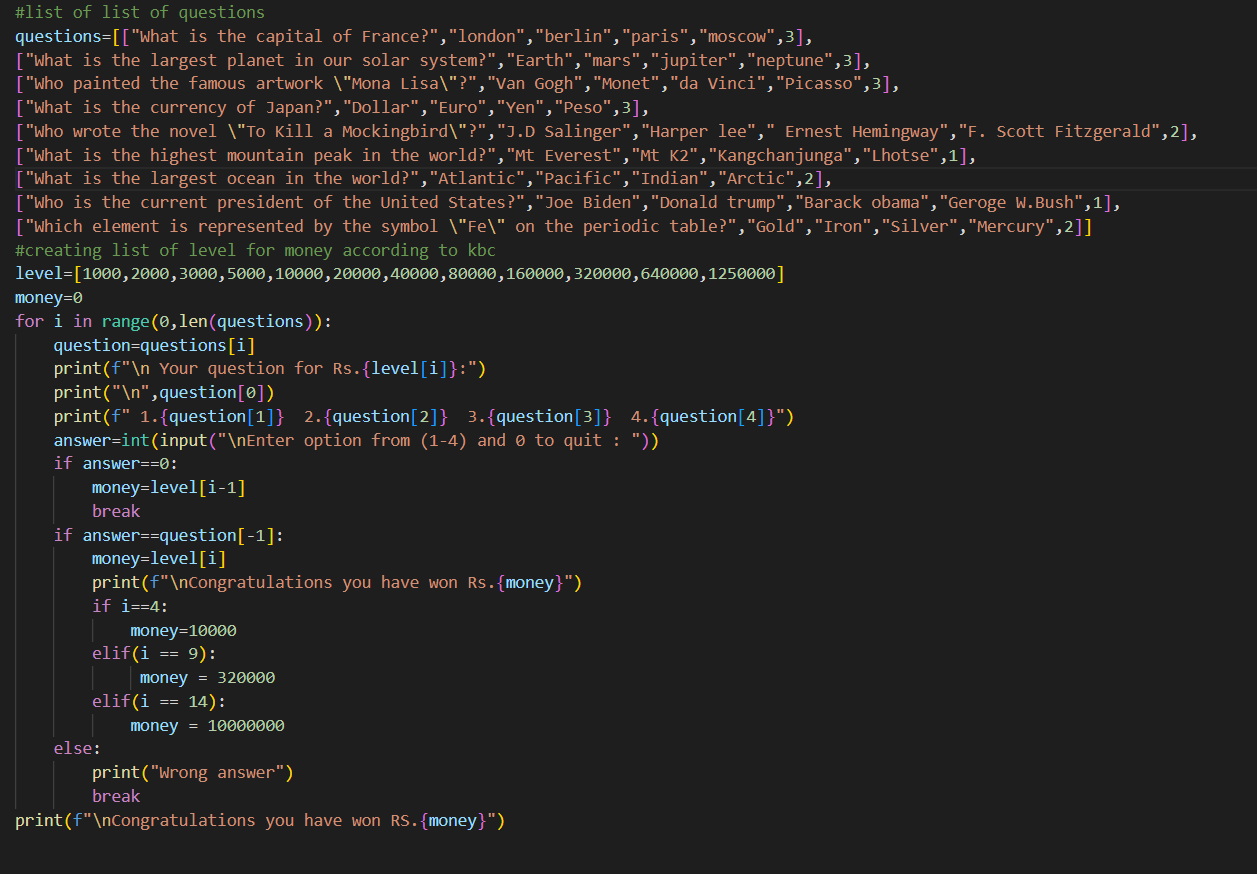 #list of list of questions
questions=[["What is the capital of France?","london","berlin","paris","moscow",3],
["What is the largest planet in our solar system?","Earth","mars","jupiter","neptune",3],
["Who painted the famous artwork \"Mona Lisa\"?","Van Gogh","Monet","da Vinci","Picasso",3],
["What is the currency of Japan?","Dollar","Euro","Yen","Peso",3],
["Who wrote the novel \"To Kill a Mockingbird\"?","J.D Salinger","Harper lee"," Ernest Hemingway","F. Scott Fitzgerald",2],
["What is the highest mountain peak in the world?","Mt Everest","Mt K2","Kangchanjunga","Lhotse",1],
["What is the largest ocean in the world?","Atlantic","Pacific","Indian","Arctic",2],
["Who is the current president of the United States?","Joe Biden","Donald trump","Barack obama","Geroge W.Bush",1],
["Which element is represented by the symbol \"Fe\" on the periodic table?","Gold","Iron","Silver","Mercury",2]]
#creating list of level for money according to kbc
level=[1000,2000,3000,5000,10000,20000,40000,80000,160000,320000,640000,1250000]
money=0
for i in range(0,len(questions)):
    question=questions[i]
    print(f"\n Your question for Rs.{level[i]}:")
    print("\n",question[0])
    print(f" 1.{question[1]}  2.{question[2]}  3.{question[3]}  4.{question[4]}")
    answer=int(input("\nEnter option from (1-4) and 0 to quit : "))
    if answer==0:
        money=level[i-1]
        break
    if answer==question[-1]:
        money=level[i]
        print(f"\nCongratulations you have won Rs.{money}")
        if i==4:
            money=10000
        elif(i == 9):
             money = 320000
        elif(i == 14):
            money = 10000000
    else:
        print("Wrong answer")
        break
print(f"\nCongratulations you have won RS.{money}")